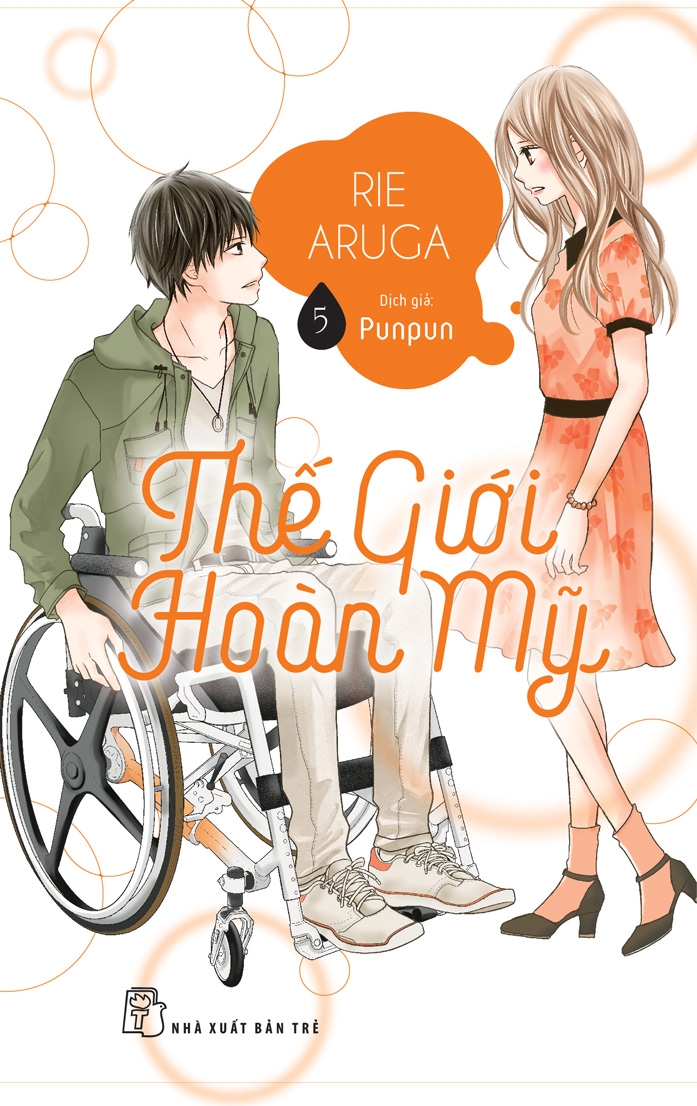 RIE
ARUGA
5
Dịch giả:
Punpun
Thế Giới
Hoàn Mỹ
T
NHÀ XUẤT BẢN TRẺ